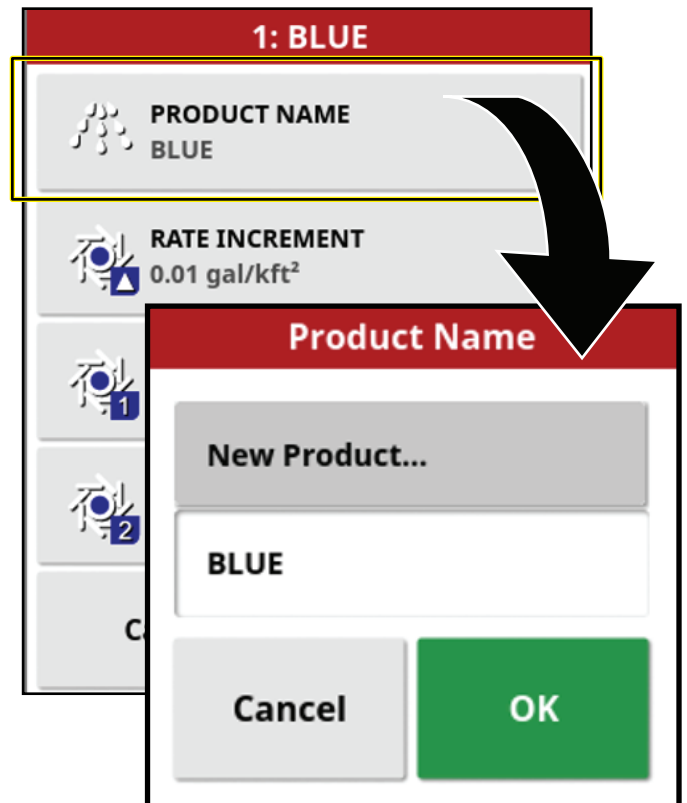 1: BLUE
PRODUCT NAME
BLUE
RATE INCREMENT
0.01 gal/kft²
1
2
Product Name
New Product...
BLUE
Cancel
OK